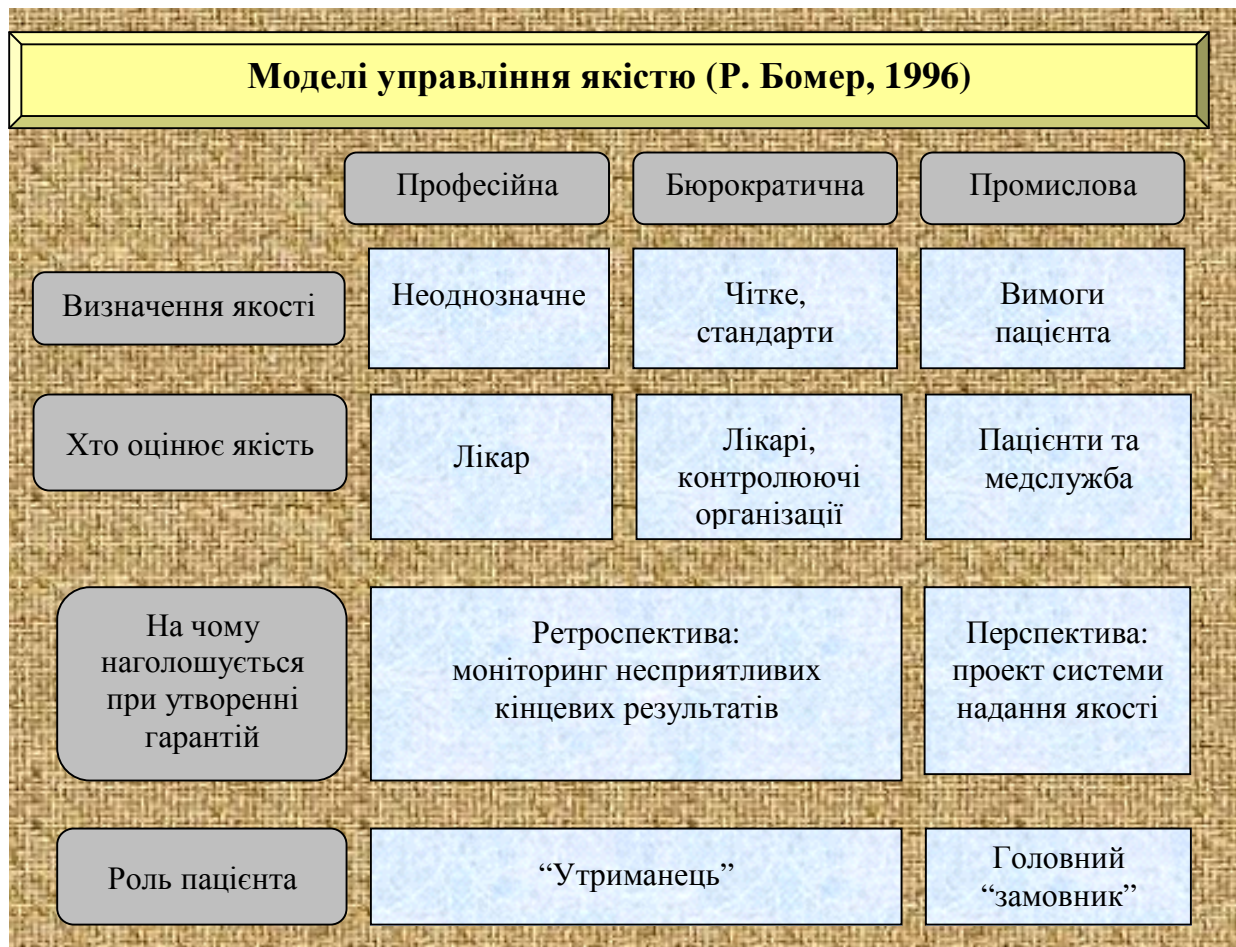 Моделі управління якістю (Р. Бомер, 1996)
Професійна
Бюрократична
Промислова
Визначення якості
Неоднозначне
Чітке,
стандарти
Вимоги
пацієнта
Хто оцінює якість
Лікар
Лікарі,
контролюючі
організації
Пацієнти та
медслужба
На чому
наголошується
при утворенні
гарантій
Ретроспектива:
моніторинг несприятливих
кінцевих результатів
Перспектива:
проект системи
надання якості
Роль пацієнта
“Утриманець”
Головний
“замовник”